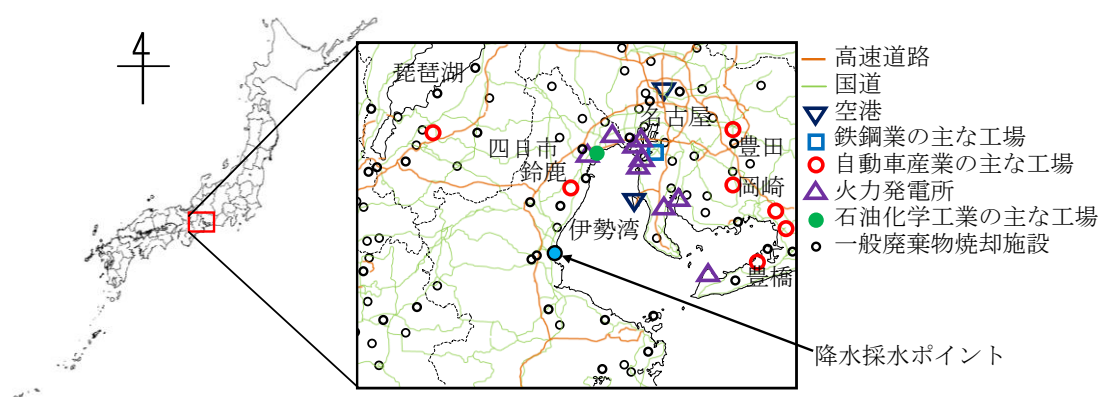 4
琵琶湖
名古屋
四日市
豊田
鈴鹿
岡崎
伊勢湾
豊橋
高速道路
国道
空港
鉄鋼業の主な工場
自動車産業の主な工場
火力発電所
石油化学工業の主な工場
一般廃棄物焼却施設
降水採水ポイント